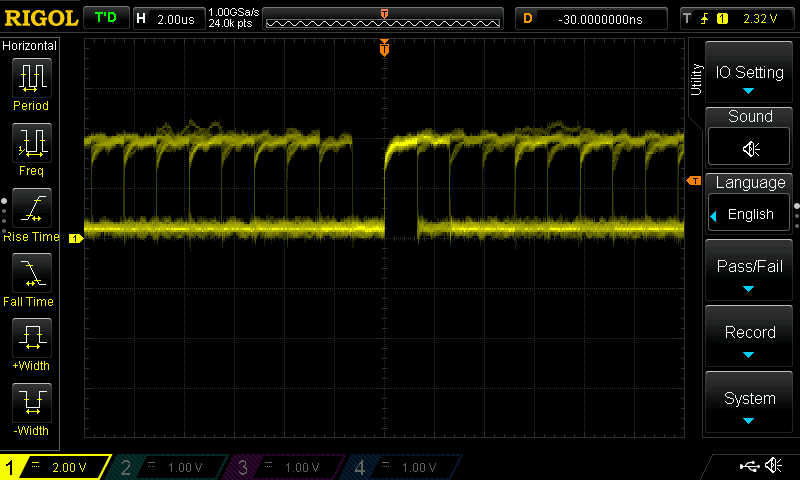 RIGOL T'D H 2.00us 1.00GSa/s
24.0k pts T D -30.0000000ns T 1 2.32 V
Horizontal
Period
Freq
Rise Time
Fall Time
+Width
-Width
T
T
1
Utility
IO Setting
Sound
Language
English
Pass/Fail
Record
System
1 2.00 V 2 1.00 V 3 1.00 V 4 1.00 V